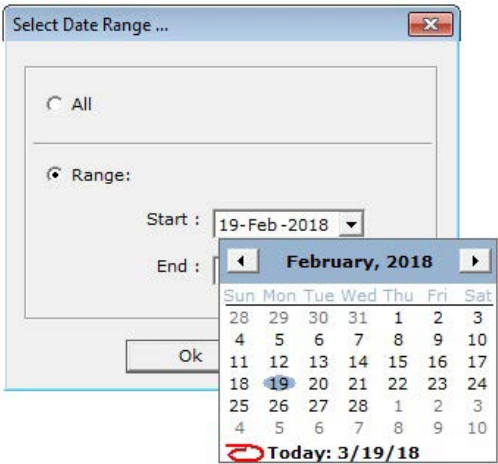 Select Date Range ...
All
Range:
Start : 19-Feb-2018
End :
Ok
February, 2018
Sun Mon Tue Wed Thu Fri Sat
28 29 30 31 1 2 3
4 5 6 7 8 9 10
11 12 13 14 15 16 17
18 19 20 21 22 23 24
25 26 27 28 1 2 3
4 5 6 7 8 9 10
Today: 3/19/18